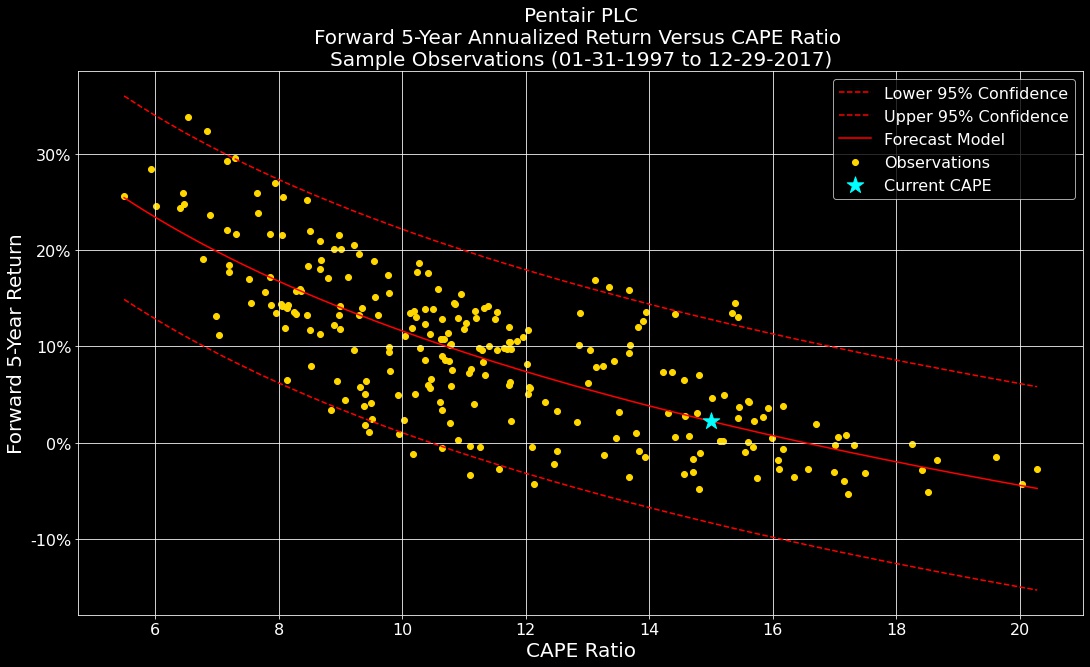 Pentair PLC
Forward 5-Year Annualized Return Versus CAPE Ratio
Sample Observations (01-31-1997 to 12-29-2017)
Lower 95% Confidence
Upper 95% Confidence
Forecast Model
Observations
Current CAPE
Forward 5-Year Return
30%
20%
10%
0%
-10%
6 8 10 12 14 16 18 20
CAPE Ratio